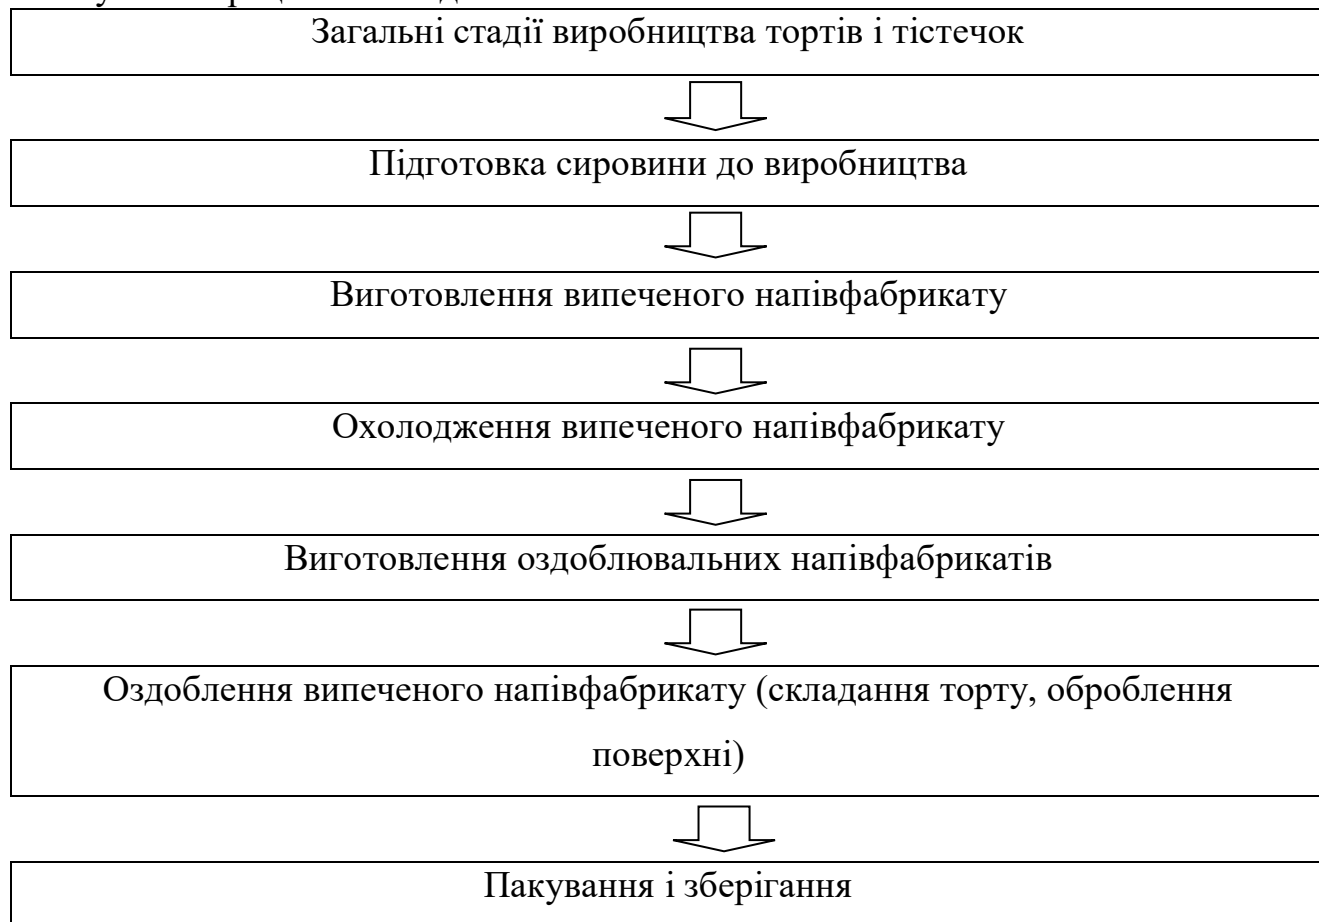 Загальні стадії виробництва тортів і тістечок
Підготовка сировини до виробництва
Виготовлення випеченого напівфабрикату
Охолодження випеченого напівфабрикату
Виготовлення оздоблювальних напівфабрикатів
Оздоблення випеченого напівфабрикату (складання торту, оброблення
поверхні)
Пакування і зберігання